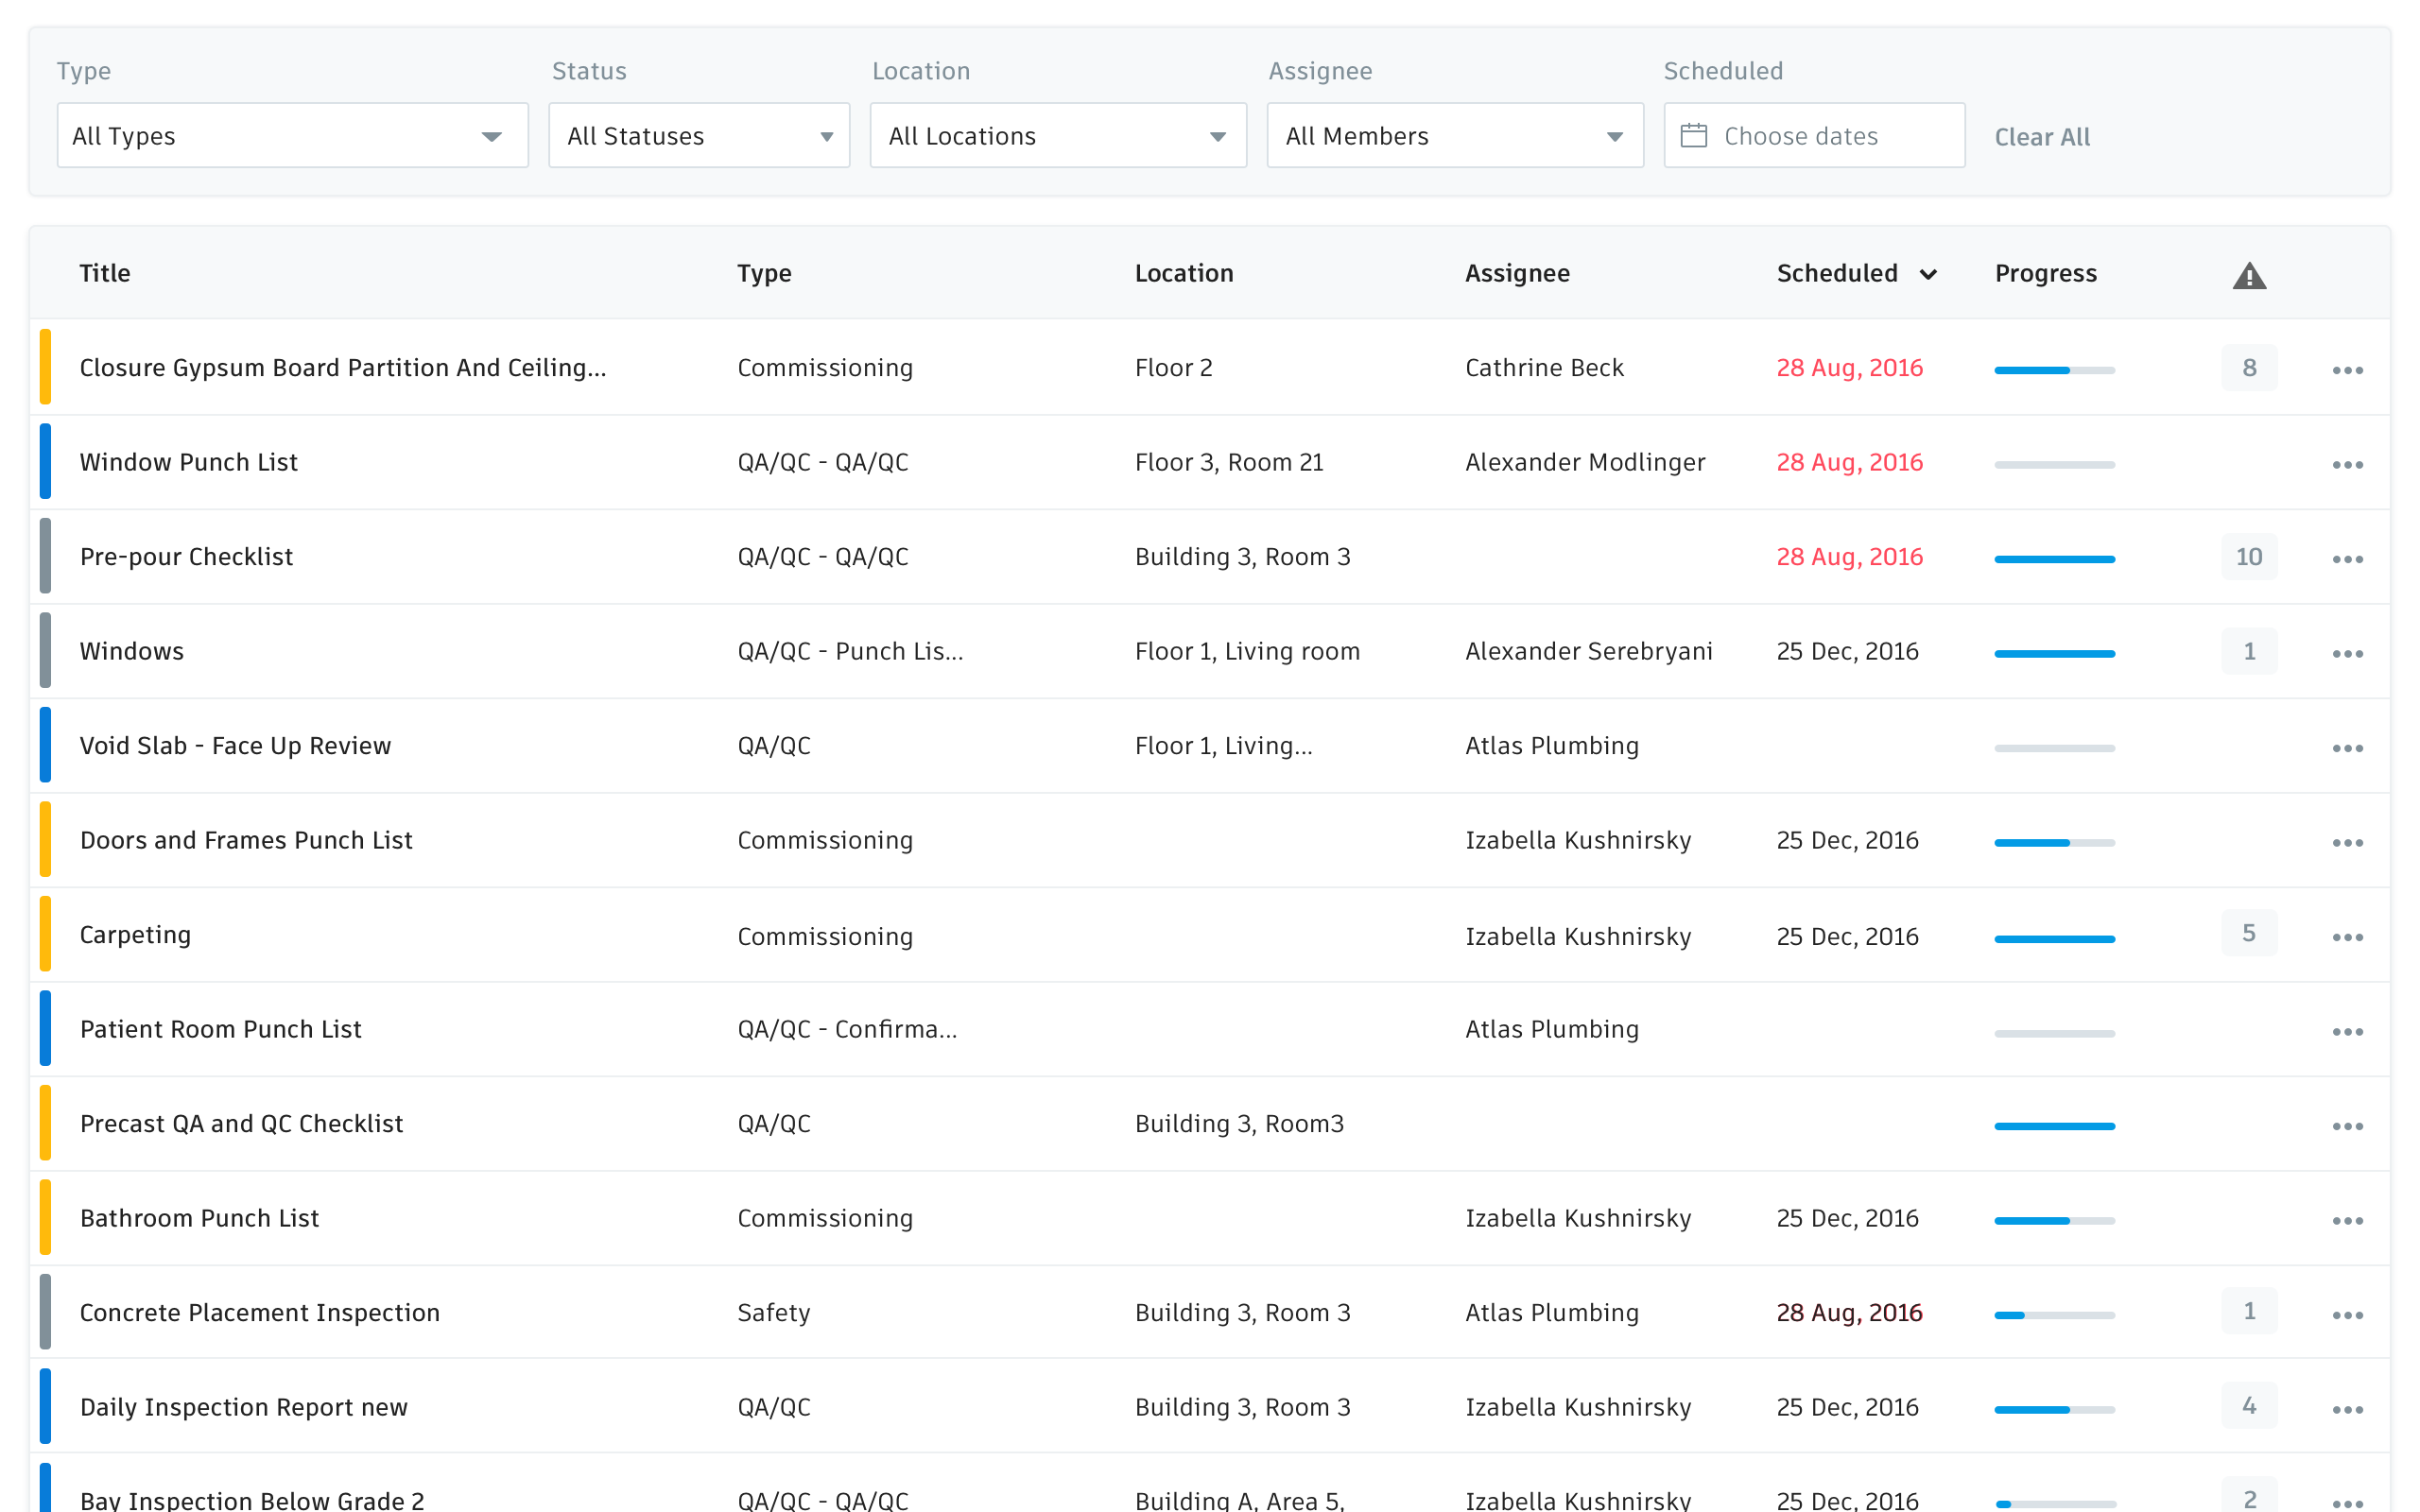 Type Status Location Assignee Scheduled
All Types All Statuses All Locations All Members Choose dates Clear All
Title Type Location Assignee Scheduled Progress
Closure Gypsum Board Partition And Ceiling... Commissioning Floor 2 Cathrine Beck 28 Aug, 2016 8
Window Punch List QA/QC - QA/QC Floor 3, Room 21 Alexander Modlinger 28 Aug, 2016
Pre-pour Checklist QA/QC - QA/QC Building 3, Room 3 28 Aug, 2016 10
Windows QA/QC - Punch Lis... Floor 1, Living room Alexander Serebryani 25 Dec, 2016 1
Void Slab - Face Up Review QA/QC Floor 1, Living... Atlas Plumbing
Doors and Frames Punch List Commissioning Izabella Kushnirsky 25 Dec, 2016
Carpeting Commissioning Izabella Kushnirsky 25 Dec, 2016 5
Patient Room Punch List QA/QC - Confirma... Atlas Plumbing
Precast QA and QC Checklist QA/QC Building 3, Room3
Bathroom Punch List Commissioning Izabella Kushnirsky 25 Dec, 2016
Concrete Placement Inspection Safety Building 3, Room 3 Atlas Plumbing 28 Aug, 2016 1
Daily Inspection Report new QA/QC Building 3, Room 3 Izabella Kushnirsky 25 Dec, 2016 4
Bay Inspection Below Grade 2 QA/QC - QA/QC Building A, Area 5, Izabella Kushnirsky 25 Dec, 2016 2